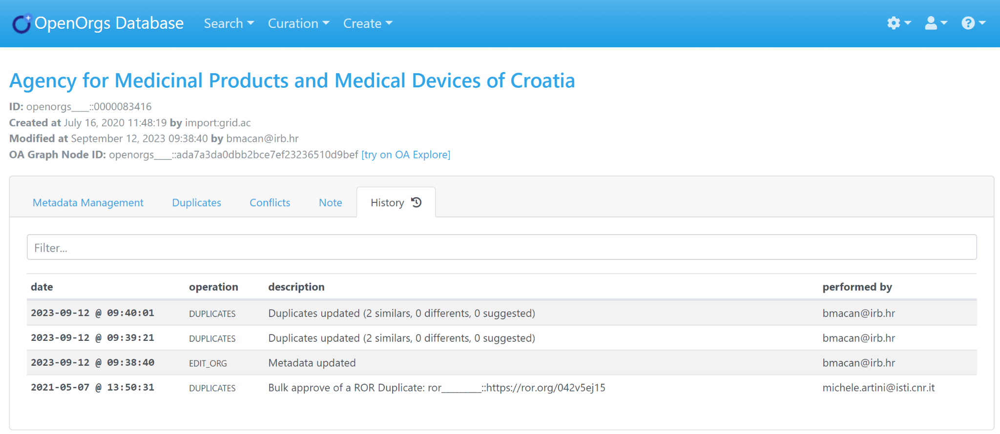 OpenOrgs Database Search Curation Create
Agency for Medicinal Products and Medical Devices of Croatia
ID: openorgs____::0000083416
Created at July 16, 2020 11:48:19 by import:grid.ac
Modified at September 12, 2023 09:38:40 by bmacan@irb.hr
OA Graph Node ID: openorgs____::ada7a3da0dbb2bce7ef23236510d9bef [try on OA Explore]
Metadata Management Duplicates Conflicts Note History
Filter...
date operation description performed by
2023-09-12 @ 09:40:01 DUPLICATES Duplicates updated (2 similars, 0 differents, 0 suggested) bmacan@irb.hr
2023-09-12 @ 09:39:21 DUPLICATES Duplicates updated (2 similars, 0 differents, 0 suggested) bmacan@irb.hr
2023-09-12 @ 09:38:40 EDIT_ORG Metadata updated bmacan@irb.hr
2021-05-07 @ 13:50:31 DUPLICATES Bulk approve of a ROR Duplicate: ror_________::https://ror.org/042v5ej15 michele.artini@isti.cnr.it